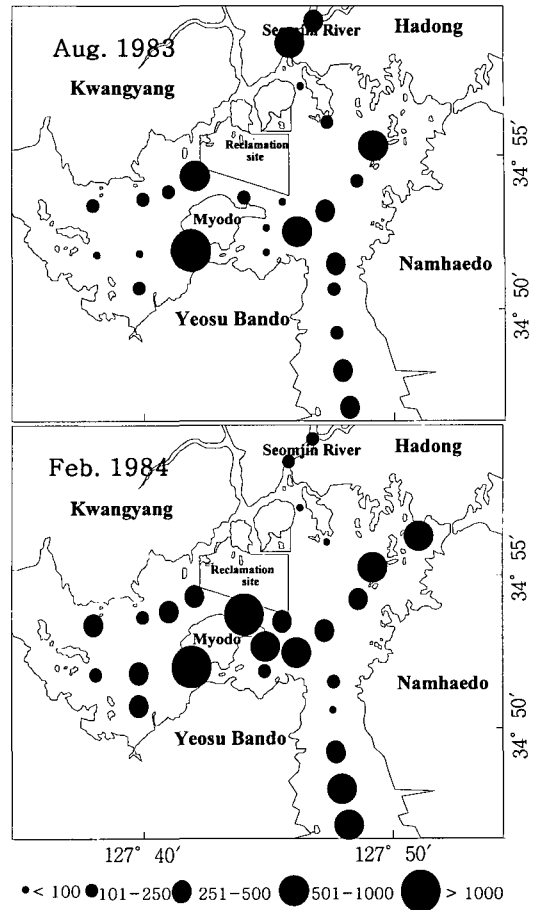 Aug. 1983
Seomjin River
Hadong
Kwangyang
Reclamation
site
34° 55′
Myodo
Namhaedo
Yeosu Bando
34° 50′
Feb. 1984
Seomjin River
Hadong
Kwangyang
Reclamation
site
34° 55′
Myodo
Namhaedo
Yeosu Bando
34° 50′
127° 40′ 127° 50′
< 100 101-250 251-500 501-1000 > 1000